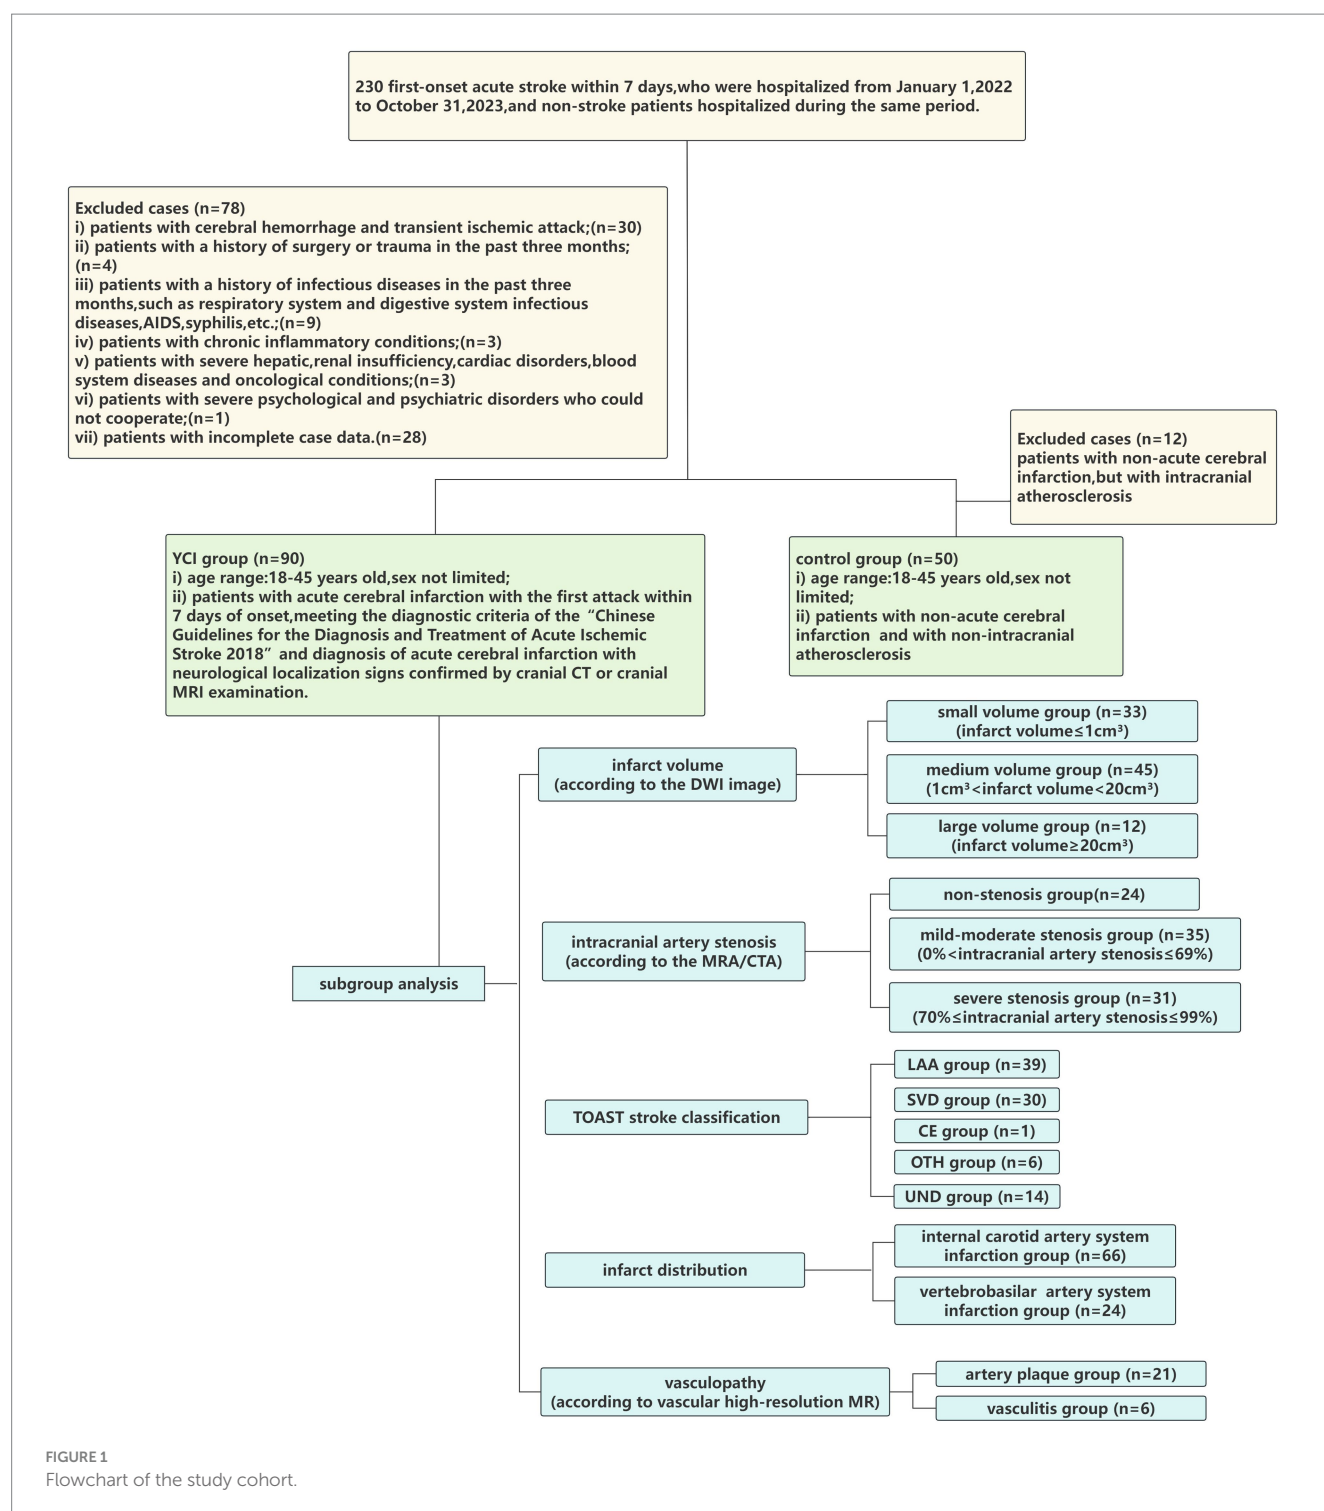 230 first-onset acute stroke within 7 days,who were hospitalized from January 1,2022
to October 31,2023,and non-stroke patients hospitalized during the same period.
Excluded cases (n=78)
i) patients with cerebral hemorrhage and transient ischemic attack;(n=30)
ii) patients with a history of surgery or trauma in the past three months;
(n=4)
iii) patients with a history of infectious diseases in the past three
months,such as respiratory system and digestive system infectious
diseases,AIDS,syphilis,etc.;(n=9)
iv) patients with chronic inflammatory conditions;(n=3)
v) patients with severe hepatic,renal insufficiency,cardiac disorders,blood
system diseases and oncological conditions;(n=3)
vi) patients with severe psychological and psychiatric disorders who could
not cooperate;(n=1)
vii) patients with incomplete case data.(n=28)
Excluded cases (n=12)
patients with non-acute cerebral
infarction,but with intracranial
atherosclerosis
YCI group (n=90)
i) age range:18-45 years old,sex not limited;
ii) patients with acute cerebral infarction with the first attack within
7 days of onset,meeting the diagnostic criteria of the “Chinese
Guidelines for the Diagnosis and Treatment of Acute Ischemic
Stroke 2018” and diagnosis of acute cerebral infarction with
neurological localization signs confirmed by cranial CT or cranial
MRI examination.
control group (n=50)
i) age range:18-45 years old,sex not
limited;
ii) patients with non-acute cerebral
infarction and with non-intracranial
atherosclerosis
subgroup analysis
infarct volume
(according to the DWI image)
small volume group (n=33)
(infarct volume≤1cm³)
medium volume group (n=45)
(1cm³<infarct volume<20cm³)
large volume group (n=12)
(infarct volume≥20cm³)
intracranial artery stenosis
(according to the MRA/CTA)
non-stenosis group(n=24)
mild-moderate stenosis group (n=35)
(0%<intracranial artery stenosis≤69%)
severe stenosis group (n=31)
(70%≤intracranial artery stenosis≤99%)
TOAST stroke classification
LAA group (n=39)
SVD group (n=30)
CE group (n=1)
OTH group (n=6)
UND group (n=14)
infarct distribution
internal carotid artery system
infarction group (n=66)
vertebrobasilar artery system
infarction group (n=24)
vasculopathy
(according to vascular high-resolution MR)
artery plaque group (n=21)
vasculitis group (n=6)
FIGURE 1
Flowchart of the study cohort.